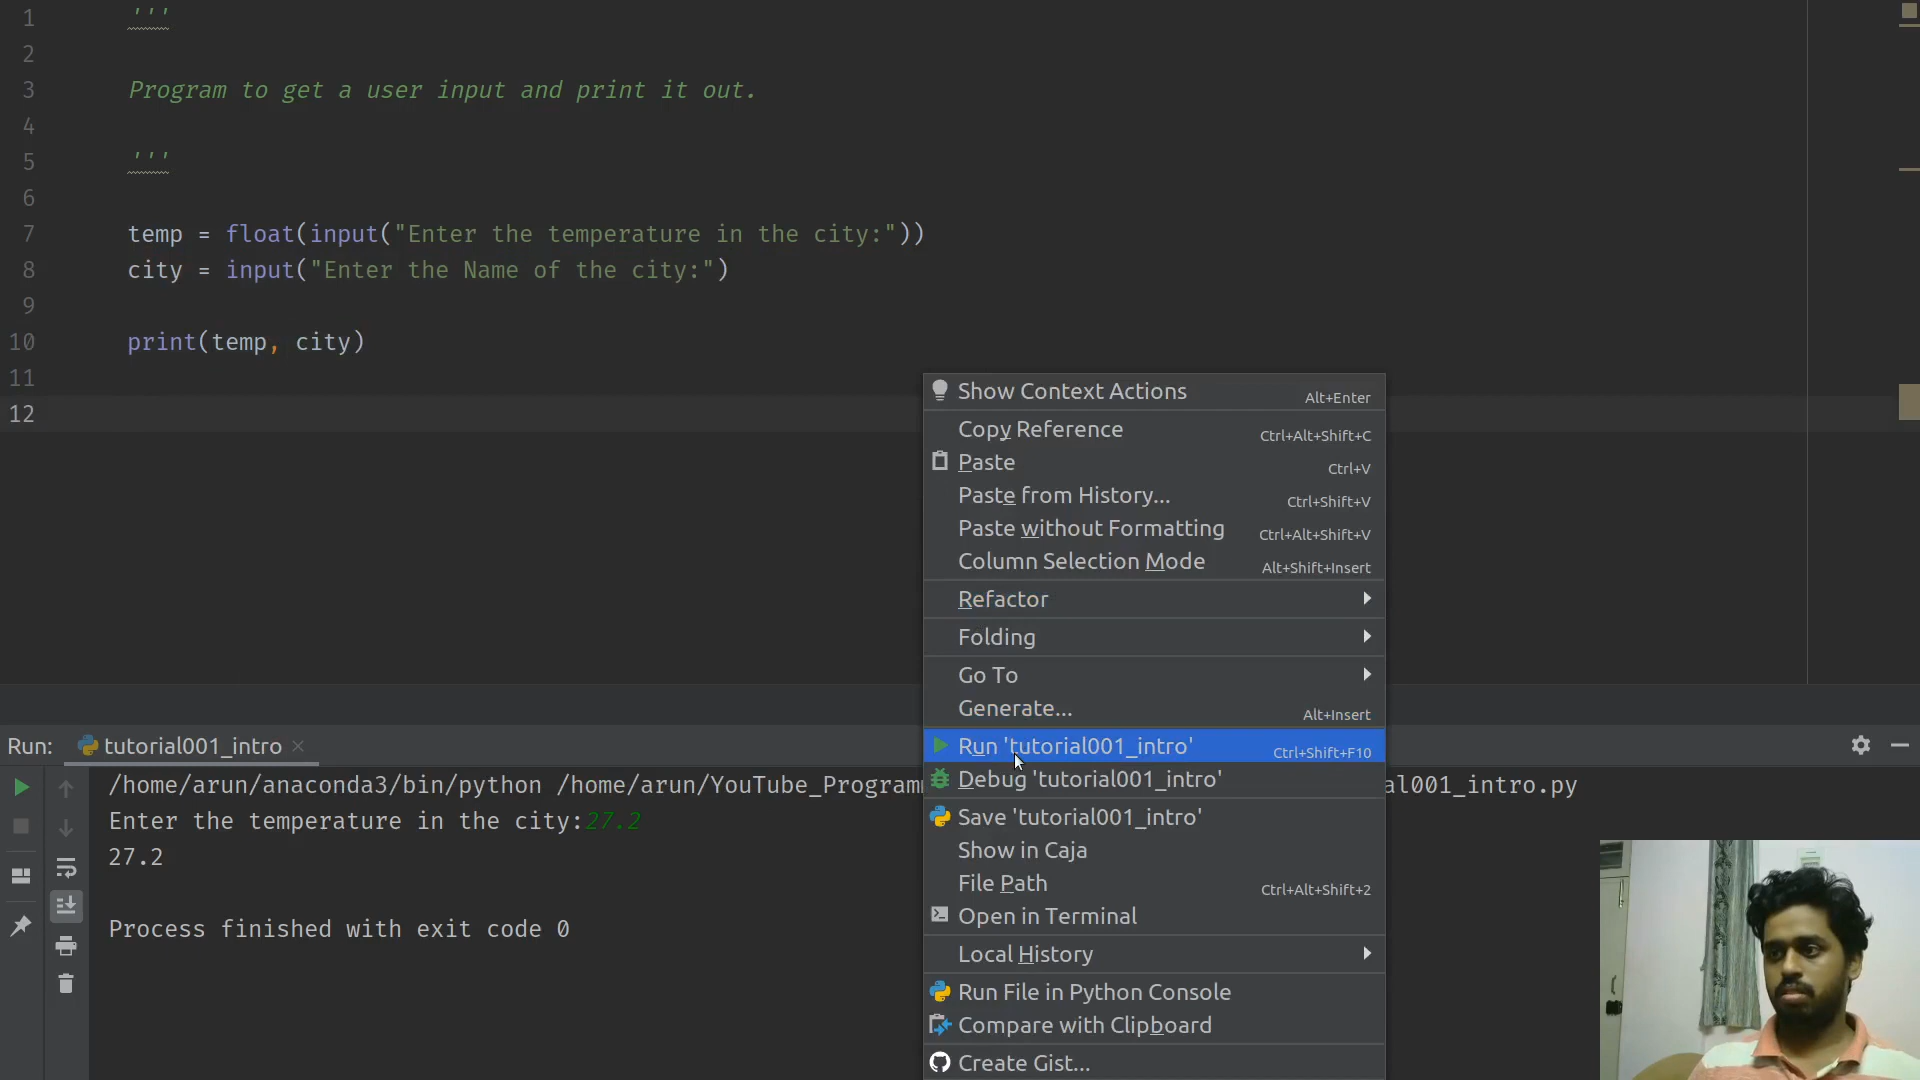 1 '''
2
3 Program to get a user input and print it out.
4
5 '''
6
7 temp = float(input("Enter the temperature in the city:"))
8 city = input("Enter the Name of the city:")
9
10 print(temp, city)
11
12
Show Context Actions Alt+Enter
Copy Reference Ctrl+Alt+Shift+C
Paste Ctrl+V
Paste from History... Ctrl+Shift+V
Paste without Formatting Ctrl+Alt+Shift+V
Column Selection Mode Alt+Shift+Insert
Refactor
Folding
Go To
Generate... Alt+Insert
Run 'tutorial001_intro' Ctrl+Shift+F10
Debug 'tutorial001_intro'
Save 'tutorial001_intro'
Show in Caja
File Path Ctrl+Alt+Shift+2
Open in Terminal
Local History
Run File in Python Console
Compare with Clipboard
Create Gist...
Run: tutorial001_intro
/home/arun/anaconda3/bin/python /home/arun/YouTube_Program al001_intro.py
Enter the temperature in the city:27.2
27.2
Process finished with exit code 0